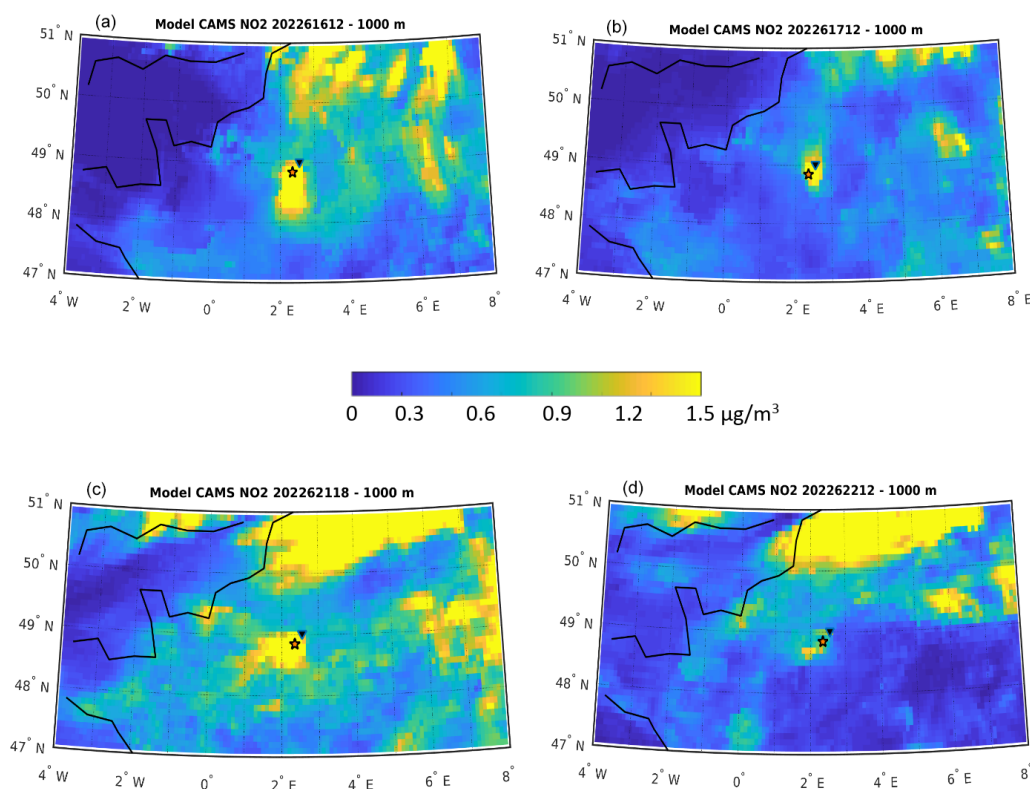 (a) Model CAMS NO2 202261612 - 1000 m
51° N
50° N
49° N
48° N
47° N
4° W 2° W 0° 2° E 4° E 6° E 8° E
(b) Model CAMS NO2 202261712 - 1000 m
51° N
50° N
49° N
48° N
47° N
4° W 2° W 0° 2° E 4° E 6° E 8° E
0 0.3 0.6 0.9 1.2 1.5 µg/m³
(c) Model CAMS NO2 202262118 - 1000 m
51° N
50° N
49° N
48° N
47° N
4° W 2° W 0° 2° E 4° E 6° E 8° E
(d) Model CAMS NO2 202262212 - 1000 m
51° N
50° N
49° N
48° N
47° N
4° W 2° W 0° 2° E 4° E 6° E 8° E